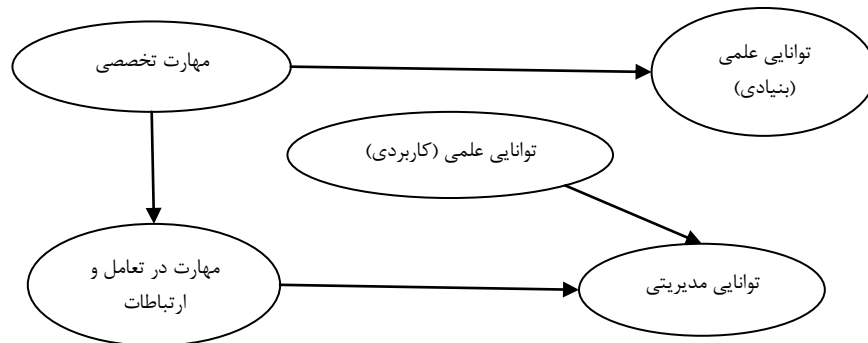 توانایی علمی
(بنیادی)
مهارت تخصصی
توانایی علمی (کاربردی)
مهارت در تعامل و
ارتباطات
توانایی مدیریتی